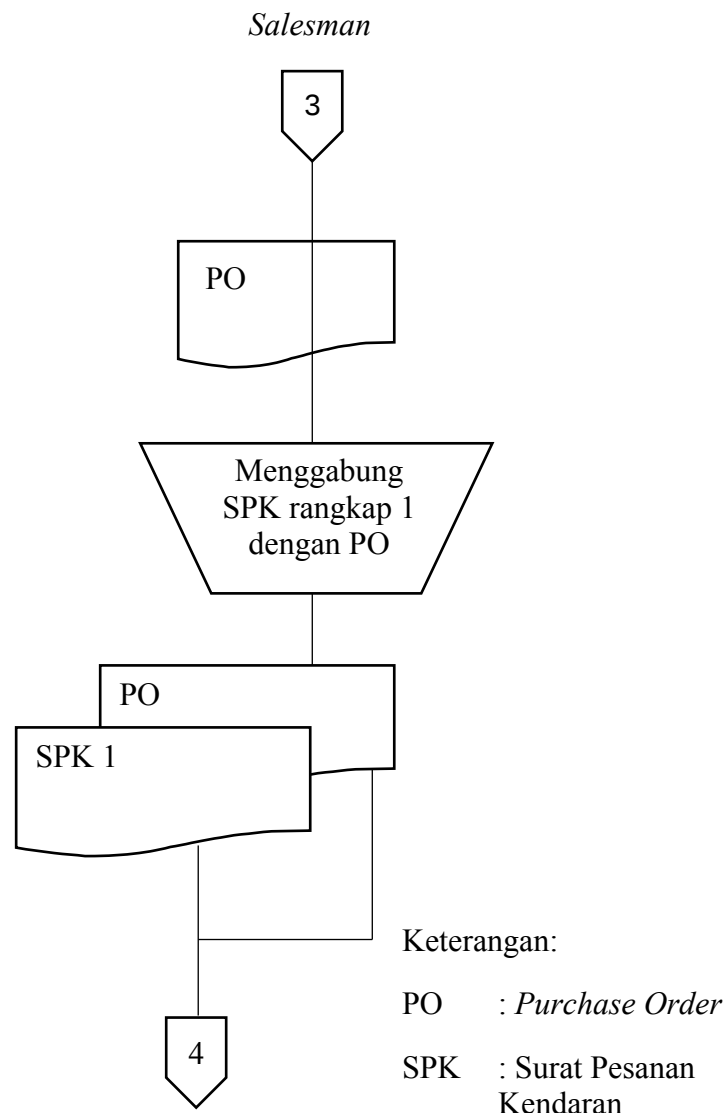 Salesman
3
PO
Menggabung
SPK rangkap 1
dengan PO
PO
SPK 1
Keterangan:
PO : Purchase Order
4
SPK : Surat Pesanan
Kendaran